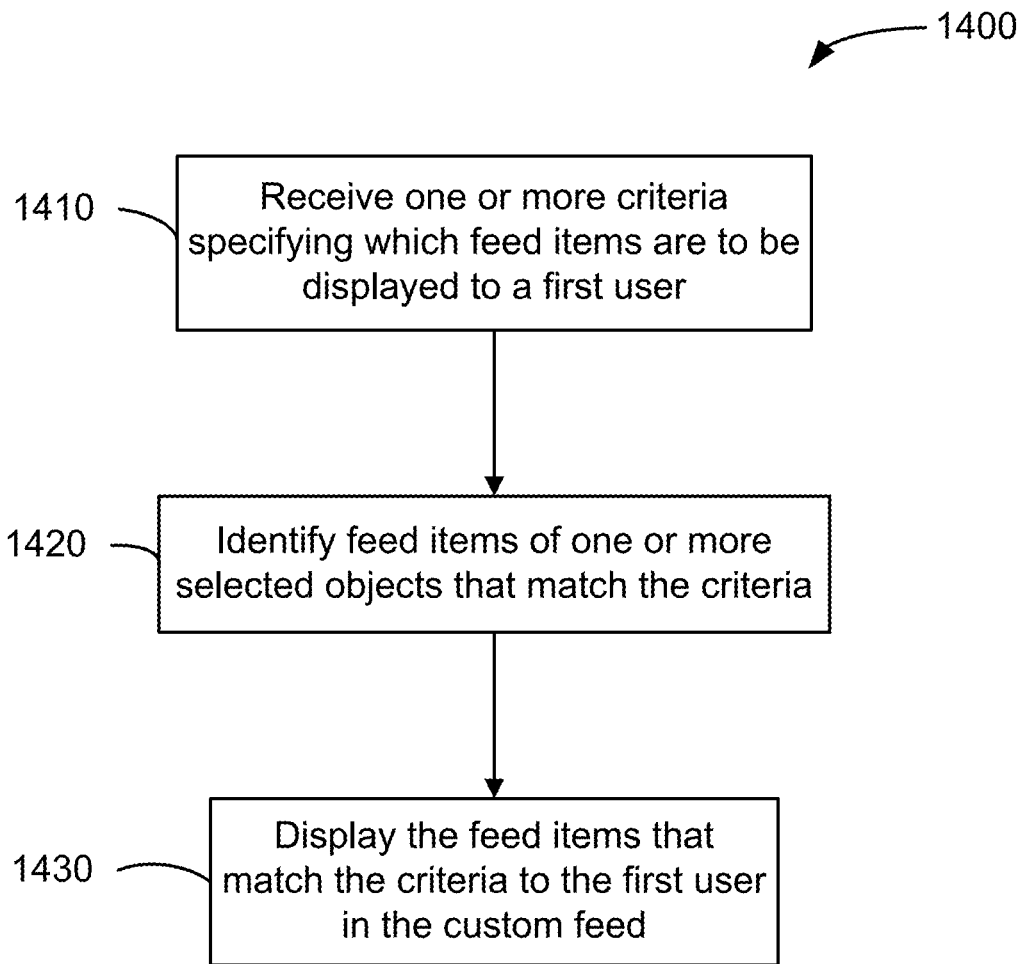 1400
1410
Receive one or more criteria
specifying which feed items are to be
displayed to a first user
1420
Identify feed items of one or more
selected objects that match the criteria
1430
Display the feed items that
match the criteria to the first user
in the custom feed